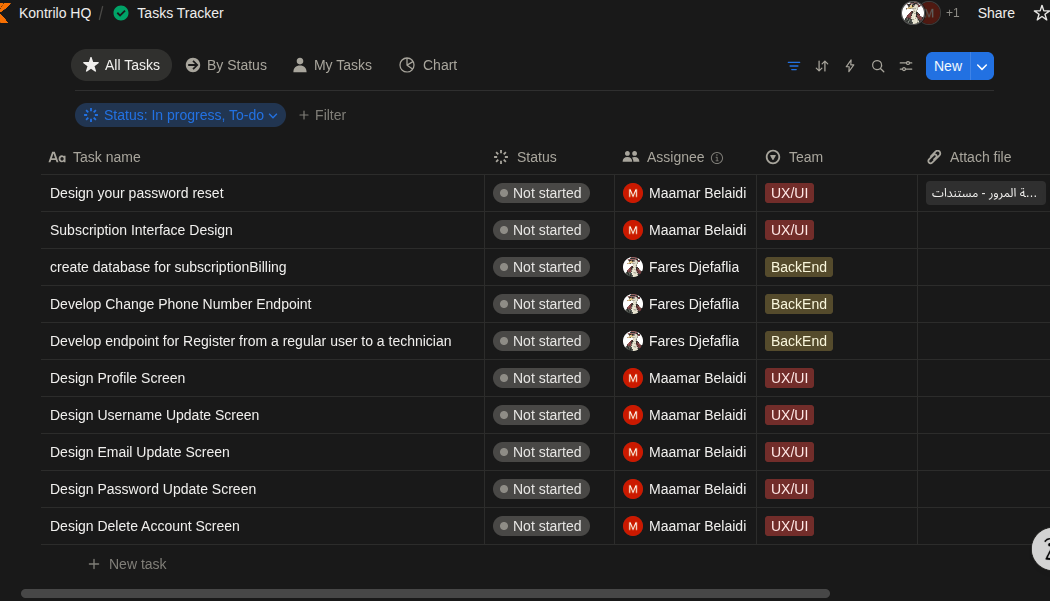 Kontrilo HQ / Tasks Tracker M +1 Share
All Tasks By Status My Tasks Chart New
Status: In progress, To-do + Filter
Aa Task name Status Assignee Team Attach file
Design your password reset Not started M Maamar Belaidi UX/UI ة المرور - مستندات...
Subscription Interface Design Not started M Maamar Belaidi UX/UI
create database for subscriptionBilling Not started Fares Djefaflia BackEnd
Develop Change Phone Number Endpoint Not started Fares Djefaflia BackEnd
Develop endpoint for Register from a regular user to a technician Not started Fares Djefaflia BackEnd
Design Profile Screen Not started M Maamar Belaidi UX/UI
Design Username Update Screen Not started M Maamar Belaidi UX/UI
Design Email Update Screen Not started M Maamar Belaidi UX/UI
Design Password Update Screen Not started M Maamar Belaidi UX/UI
Design Delete Account Screen Not started M Maamar Belaidi UX/UI
+ New task